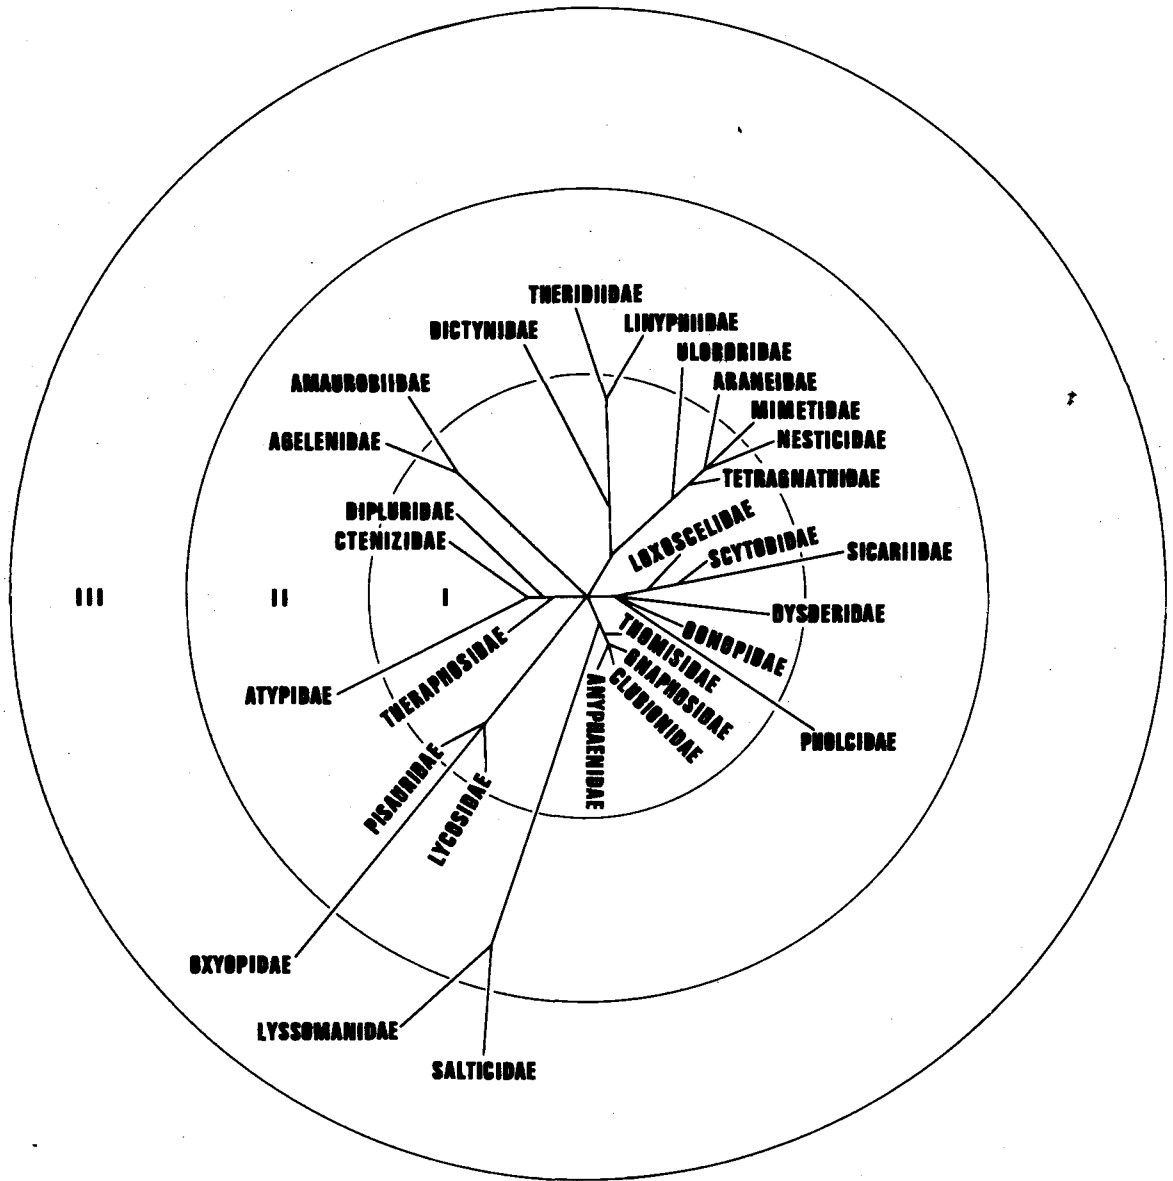 THERIDIIDAE
LINYPHIIDAE
DICTYNIDAE
ULOBORIDAE
AMAUROBIIDAE
ARANEIDAE
MIMETIDAE
AGELENIDAE
NESTICIDAE
TETRAGNATHIDAE
DIPLURIDAE
LOXOSCELIDAE
CTENIZIDAE
SCYTODIDAE
SICARIIDAE
III
II
I
DYSDERIDAE
OONOPIDAE
THOMISIDAE
THERAPHOSIDAE
GNAPHOSIDAE
ATYPIDAE
CLUBIONIDAE
ANYPHAENIDAE
PHOLCIDAE
PISAURIDAE
LYCOSIDAE
OXYOPIDAE
LYSSOMANIDAE
SALTICIDAE